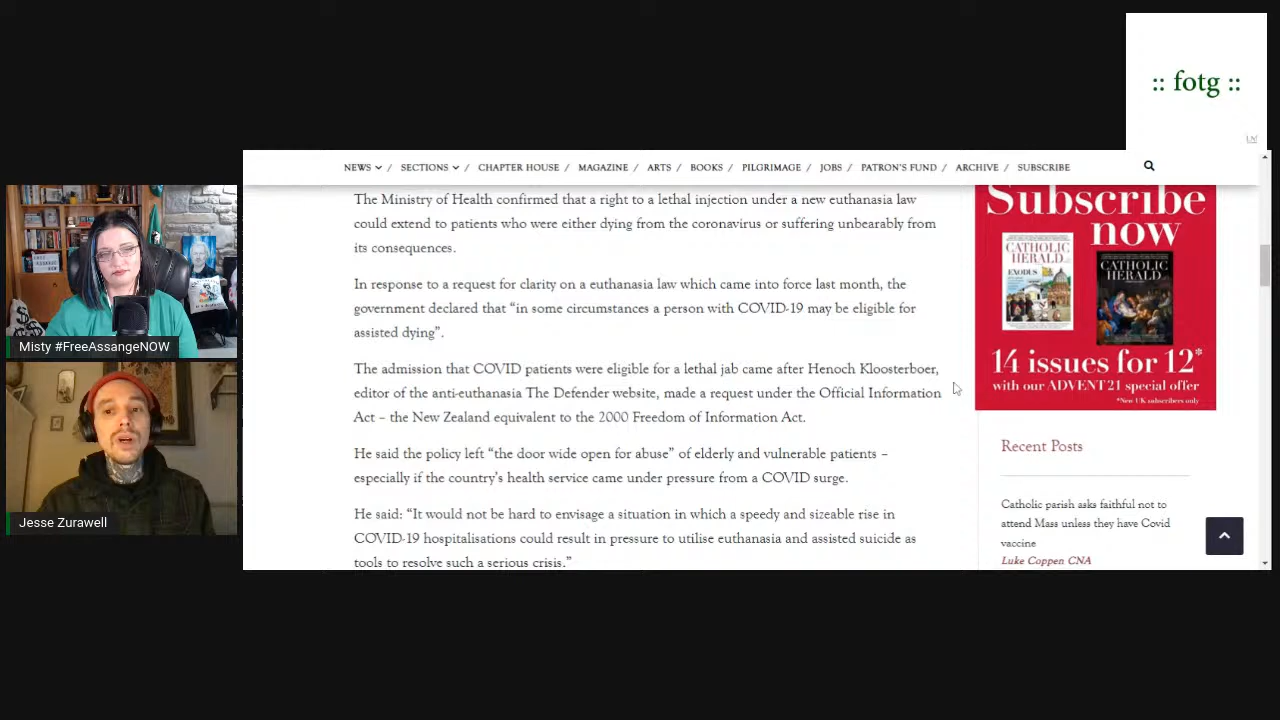 :: fotg ::
NEWS / SECTIONS / CHAPTER HOUSE / MAGAZINE / ARTS / BOOKS / PILGRIMAGE / JOBS / PATRON'S FUND / ARCHIVE / SUBSCRIBE
The Ministry of Health confirmed that a right to a lethal injection under a new euthanasia law
could extend to patients who were either dying from the coronavirus or suffering unbearably from
its consequences.
In response to a request for clarity on a euthanasia law which came into force last month, the
government declared that “in some circumstances a person with COVID-19 may be eligible for
assisted dying”.
The admission that COVID patients were eligible for a lethal jab came after Henoch Kloosterboer,
editor of the anti-euthanasia The Defender website, made a request under the Official Information
Act – the New Zealand equivalent to the 2000 Freedom of Information Act.
He said the policy left “the door wide open for abuse” of elderly and vulnerable patients –
especially if the country’s health service came under pressure from a COVID surge.
He said: “It would not be hard to envisage a situation in which a speedy and sizeable rise in
COVID-19 hospitalisations could result in pressure to utilise euthanasia and assisted suicide as
tools to resolve such a serious crisis.”
Subscribe
now
CATHOLIC
HERALD
EXODUS
CATHOLIC
HERALD
14 issues for 12*
with our ADVENT21 special offer
*New UK subscribers only
Recent Posts
Catholic parish asks faithful not to
attend Mass unless they have Covid
vaccine
Luke Coppen CNA
Misty #FreeAssangeNOW
Jesse Zurawell